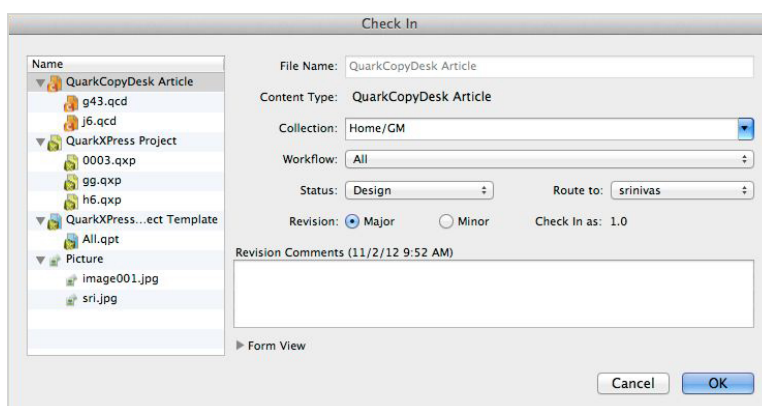 Check In
Name
QuarkCopyDesk Article
g43.qcd
j6.qcd
QuarkXPress Project
0003.qxp
gg.qxp
h6.qxp
QuarkXPress...ect Template
All.qpt
Picture
image001.jpg
sri.jpg
File Name: QuarkCopyDesk Article
Content Type: QuarkCopyDesk Article
Collection: Home/GM
Workflow: All
Status: Design Route to: srinivas
Revision: Major Minor Check In as: 1.0
Revision Comments (11/2/12 9:52 AM)
Form View
Cancel OK